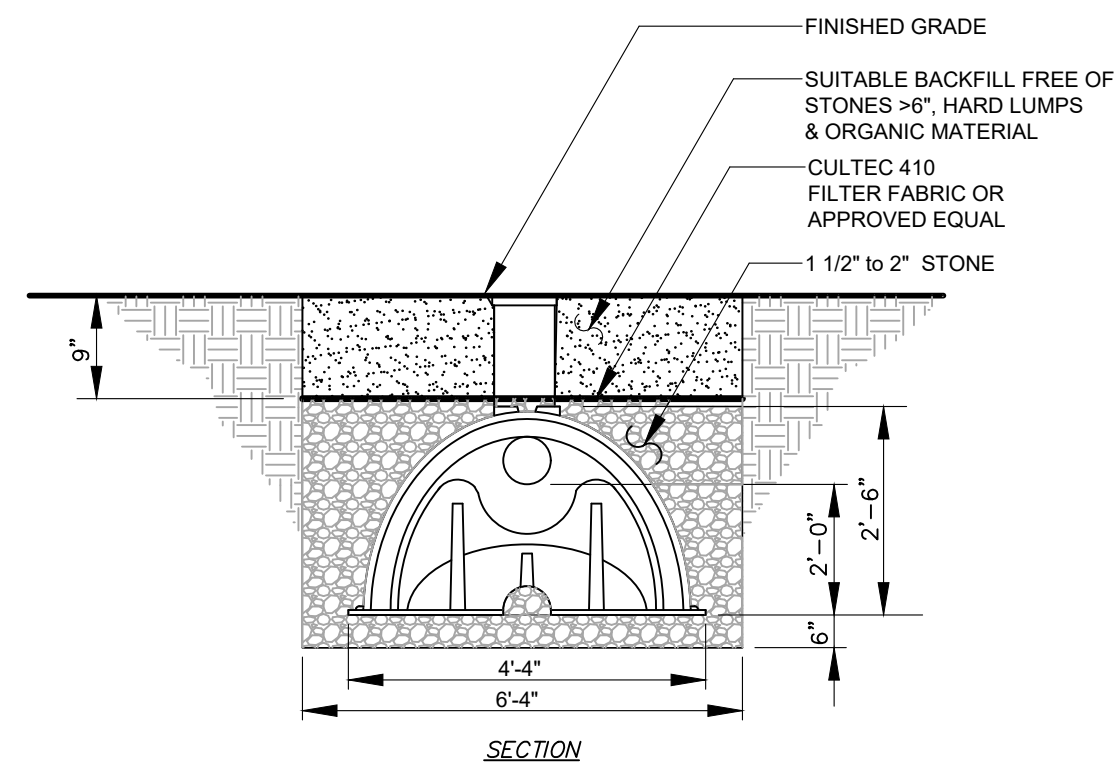 FINISHED GRADE
SUITABLE BACKFILL FREE OF
STONES >6", HARD LUMPS
& ORGANIC MATERIAL
CULTEC 410
FILTER FABRIC OR
APPROVED EQUAL
1 1/2" to 2" STONE
9"
2'-6"
2'-0"
6"
4'-4"
6'-4"
SECTION